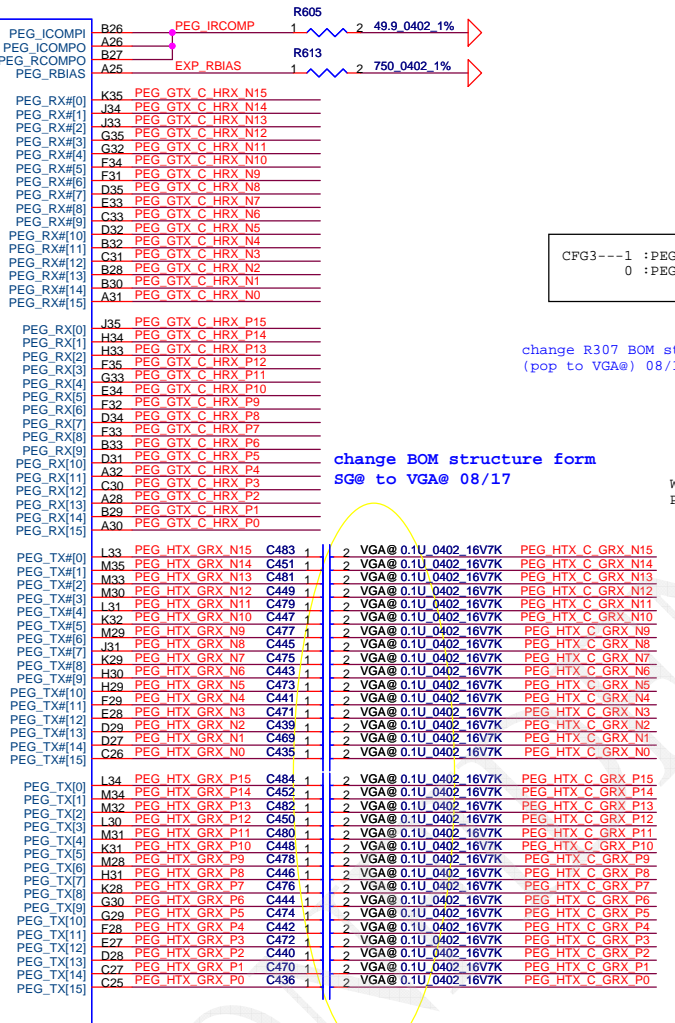 R605
PEG_ICOMPI B26 PEG_IRCOMP 1 2 49.9_0402_1%
PEG_ICOMPO A26
PEG_RCOMPO B27
R613
PEG_RBIAS A25 EXP_RBIAS 1 2 750_0402_1%
PEG_RX#[0] K35 PEG_GTX_C_HRX_N15
PEG_RX#[1] J34 PEG_GTX_C_HRX_N14
PEG_RX#[2] J33 PEG_GTX_C_HRX_N13
PEG_RX#[3] G35 PEG_GTX_C_HRX_N12
PEG_RX#[4] G32 PEG_GTX_C_HRX_N11
PEG_RX#[5] F34 PEG_GTX_C_HRX_N10
PEG_RX#[6] F31 PEG_GTX_C_HRX_N9
PEG_RX#[7] D35 PEG_GTX_C_HRX_N8
PEG_RX#[8] E33 PEG_GTX_C_HRX_N7
PEG_RX#[9] C33 PEG_GTX_C_HRX_N6
PEG_RX#[10] D32 PEG_GTX_C_HRX_N5
PEG_RX#[11] B32 PEG_GTX_C_HRX_N4
PEG_RX#[12] C31 PEG_GTX_C_HRX_N3
PEG_RX#[13] B28 PEG_GTX_C_HRX_N2
PEG_RX#[14] B30 PEG_GTX_C_HRX_N1
PEG_RX#[15] A31 PEG_GTX_C_HRX_N0
CFG3---1 :PEG
0 :PEG
PEG_RX[0] J35 PEG_GTX_C_HRX_P15
PEG_RX[1] H34 PEG_GTX_C_HRX_P14
PEG_RX[2] H33 PEG_GTX_C_HRX_P13
PEG_RX[3] F35 PEG_GTX_C_HRX_P12
PEG_RX[4] G33 PEG_GTX_C_HRX_P11
PEG_RX[5] E34 PEG_GTX_C_HRX_P10
PEG_RX[6] F32 PEG_GTX_C_HRX_P9
PEG_RX[7] D34 PEG_GTX_C_HRX_P8
PEG_RX[8] F33 PEG_GTX_C_HRX_P7
PEG_RX[9] B33 PEG_GTX_C_HRX_P6
PEG_RX[10] D31 PEG_GTX_C_HRX_P5
PEG_RX[11] A32 PEG_GTX_C_HRX_P4
PEG_RX[12] C30 PEG_GTX_C_HRX_P3
PEG_RX[13] A28 PEG_GTX_C_HRX_P2
PEG_RX[14] B29 PEG_GTX_C_HRX_P1
PEG_RX[15] A30 PEG_GTX_C_HRX_P0
change R307 BOM st
(pop to VGA@) 08/1
change BOM structure form
SG@ to VGA@ 08/17
PEG_TX#[0] L33 PEG_HTX_GRX_N15 C483 1 2 VGA@ 0.1U_0402_16V7K PEG_HTX_C_GRX_N15
PEG_TX#[1] M35 PEG_HTX_GRX_N14 C451 1 2 VGA@ 0.1U_0402_16V7K PEG_HTX_C_GRX_N14
PEG_TX#[2] M33 PEG_HTX_GRX_N13 C481 1 2 VGA@ 0.1U_0402_16V7K PEG_HTX_C_GRX_N13
PEG_TX#[3] M30 PEG_HTX_GRX_N12 C449 1 2 VGA@ 0.1U_0402_16V7K PEG_HTX_C_GRX_N12
PEG_TX#[4] L31 PEG_HTX_GRX_N11 C479 1 2 VGA@ 0.1U_0402_16V7K PEG_HTX_C_GRX_N11
PEG_TX#[5] K32 PEG_HTX_GRX_N10 C447 1 2 VGA@ 0.1U_0402_16V7K PEG_HTX_C_GRX_N10
PEG_TX#[6] M29 PEG_HTX_GRX_N9 C477 1 2 VGA@ 0.1U_0402_16V7K PEG_HTX_C_GRX_N9
PEG_TX#[7] J31 PEG_HTX_GRX_N8 C445 1 2 VGA@ 0.1U_0402_16V7K PEG_HTX_C_GRX_N8
PEG_TX#[8] K29 PEG_HTX_GRX_N7 C475 1 2 VGA@ 0.1U_0402_16V7K PEG_HTX_C_GRX_N7
PEG_TX#[9] H30 PEG_HTX_GRX_N6 C443 1 2 VGA@ 0.1U_0402_16V7K PEG_HTX_C_GRX_N6
PEG_TX#[10] H29 PEG_HTX_GRX_N5 C473 1 2 VGA@ 0.1U_0402_16V7K PEG_HTX_C_GRX_N5
PEG_TX#[11] F29 PEG_HTX_GRX_N4 C441 1 2 VGA@ 0.1U_0402_16V7K PEG_HTX_C_GRX_N4
PEG_TX#[12] E28 PEG_HTX_GRX_N3 C471 1 2 VGA@ 0.1U_0402_16V7K PEG_HTX_C_GRX_N3
PEG_TX#[13] D29 PEG_HTX_GRX_N2 C439 1 2 VGA@ 0.1U_0402_16V7K PEG_HTX_C_GRX_N2
PEG_TX#[14] D27 PEG_HTX_GRX_N1 C469 1 2 VGA@ 0.1U_0402_16V7K PEG_HTX_C_GRX_N1
PEG_TX#[15] C26 PEG_HTX_GRX_N0 C435 1 2 VGA@ 0.1U_0402_16V7K PEG_HTX_C_GRX_N0
PEG_TX[0] L34 PEG_HTX_GRX_P15 C484 1 2 VGA@ 0.1U_0402_16V7K PEG_HTX_C_GRX_P15
PEG_TX[1] M34 PEG_HTX_GRX_P14 C452 1 2 VGA@ 0.1U_0402_16V7K PEG_HTX_C_GRX_P14
PEG_TX[2] M32 PEG_HTX_GRX_P13 C482 1 2 VGA@ 0.1U_0402_16V7K PEG_HTX_C_GRX_P13
PEG_TX[3] L30 PEG_HTX_GRX_P12 C450 1 2 VGA@ 0.1U_0402_16V7K PEG_HTX_C_GRX_P12
PEG_TX[4] M31 PEG_HTX_GRX_P11 C480 1 2 VGA@ 0.1U_0402_16V7K PEG_HTX_C_GRX_P11
PEG_TX[5] K31 PEG_HTX_GRX_P10 C448 1 2 VGA@ 0.1U_0402_16V7K PEG_HTX_C_GRX_P10
PEG_TX[6] M28 PEG_HTX_GRX_P9 C478 1 2 VGA@ 0.1U_0402_16V7K PEG_HTX_C_GRX_P9
PEG_TX[7] H31 PEG_HTX_GRX_P8 C446 1 2 VGA@ 0.1U_0402_16V7K PEG_HTX_C_GRX_P8
PEG_TX[8] K28 PEG_HTX_GRX_P7 C476 1 2 VGA@ 0.1U_0402_16V7K PEG_HTX_C_GRX_P7
PEG_TX[9] G30 PEG_HTX_GRX_P6 C444 1 2 VGA@ 0.1U_0402_16V7K PEG_HTX_C_GRX_P6
PEG_TX[10] G29 PEG_HTX_GRX_P5 C474 1 2 VGA@ 0.1U_0402_16V7K PEG_HTX_C_GRX_P5
PEG_TX[11] F28 PEG_HTX_GRX_P4 C442 1 2 VGA@ 0.1U_0402_16V7K PEG_HTX_C_GRX_P4
PEG_TX[12] E27 PEG_HTX_GRX_P3 C472 1 2 VGA@ 0.1U_0402_16V7K PEG_HTX_C_GRX_P3
PEG_TX[13] D28 PEG_HTX_GRX_P2 C440 1 2 VGA@ 0.1U_0402_16V7K PEG_HTX_C_GRX_P2
PEG_TX[14] C27 PEG_HTX_GRX_P1 C470 1 2 VGA@ 0.1U_0402_16V7K PEG_HTX_C_GRX_P1
PEG_TX[15] C25 PEG_HTX_GRX_P0 C436 1 2 VGA@ 0.1U_0402_16V7K PEG_HTX_C_GRX_P0